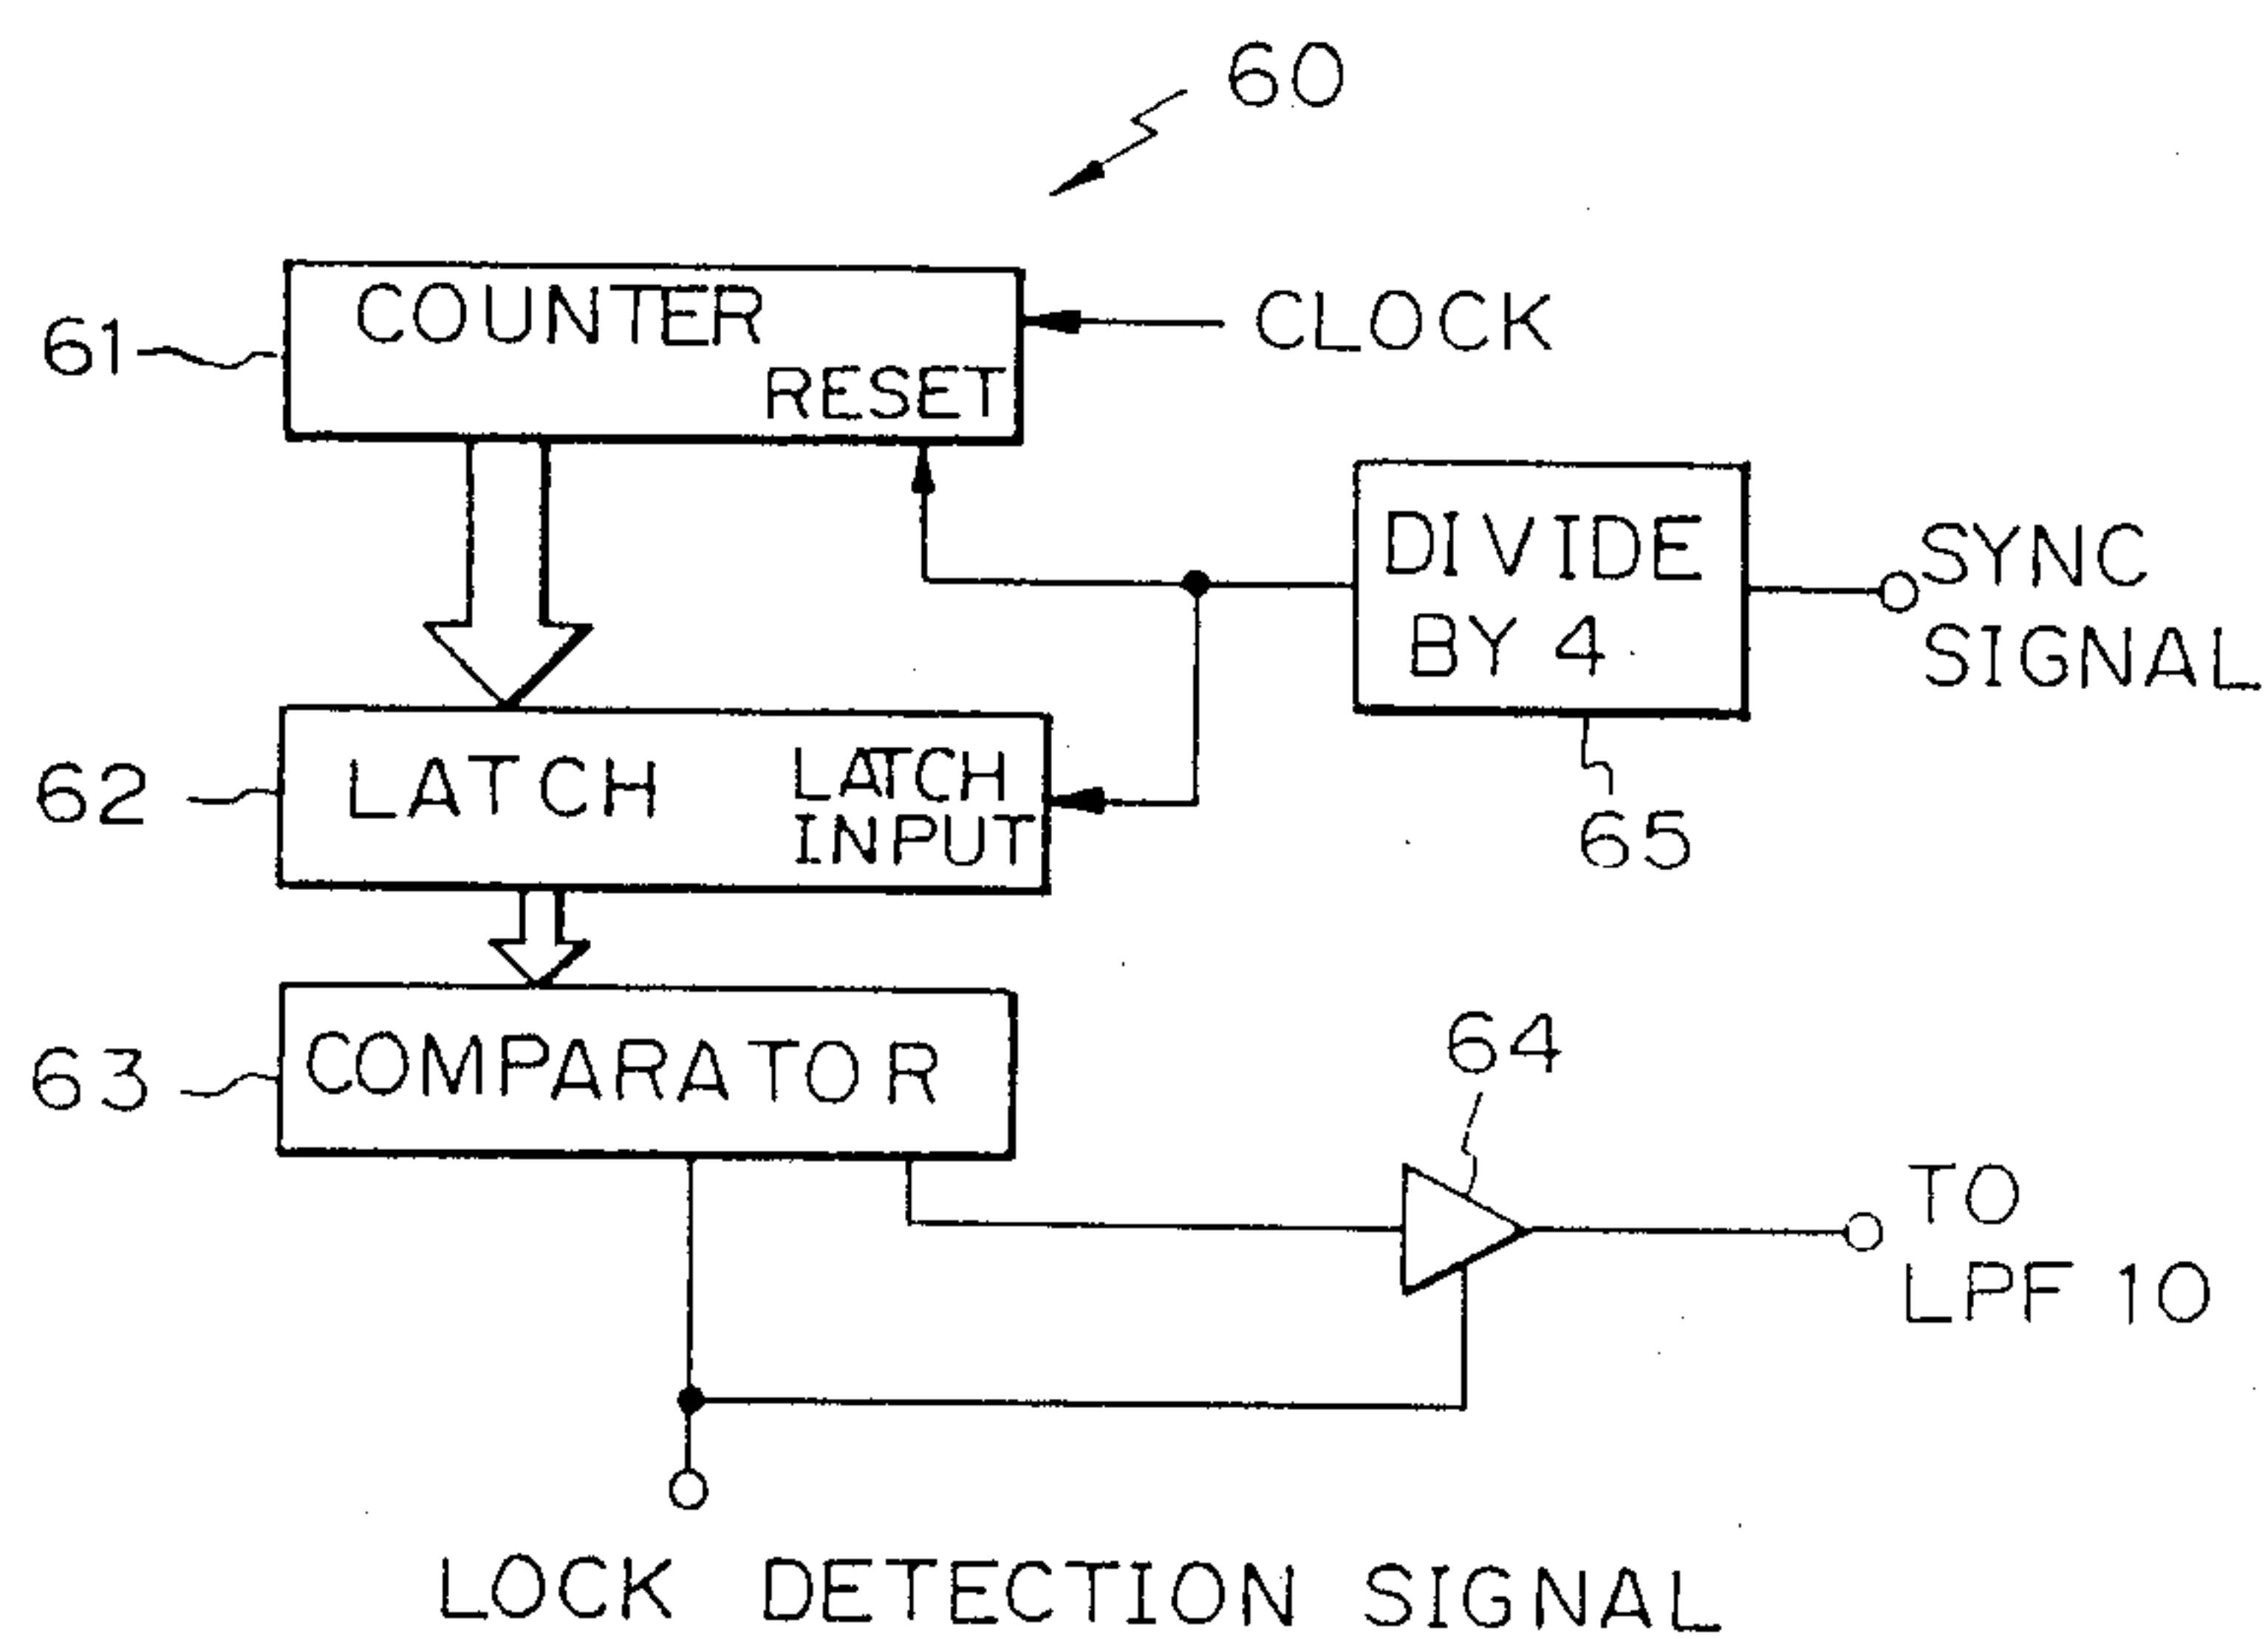 60
COUNTER
RESET
CLOCK
61
DIVIDE
BY 4
SYNC
SIGNAL
65
62
LATCH
LATCH
INPUT
63
COMPARATOR
64
TO
LPF 10
LOCK DETECTION SIGNAL